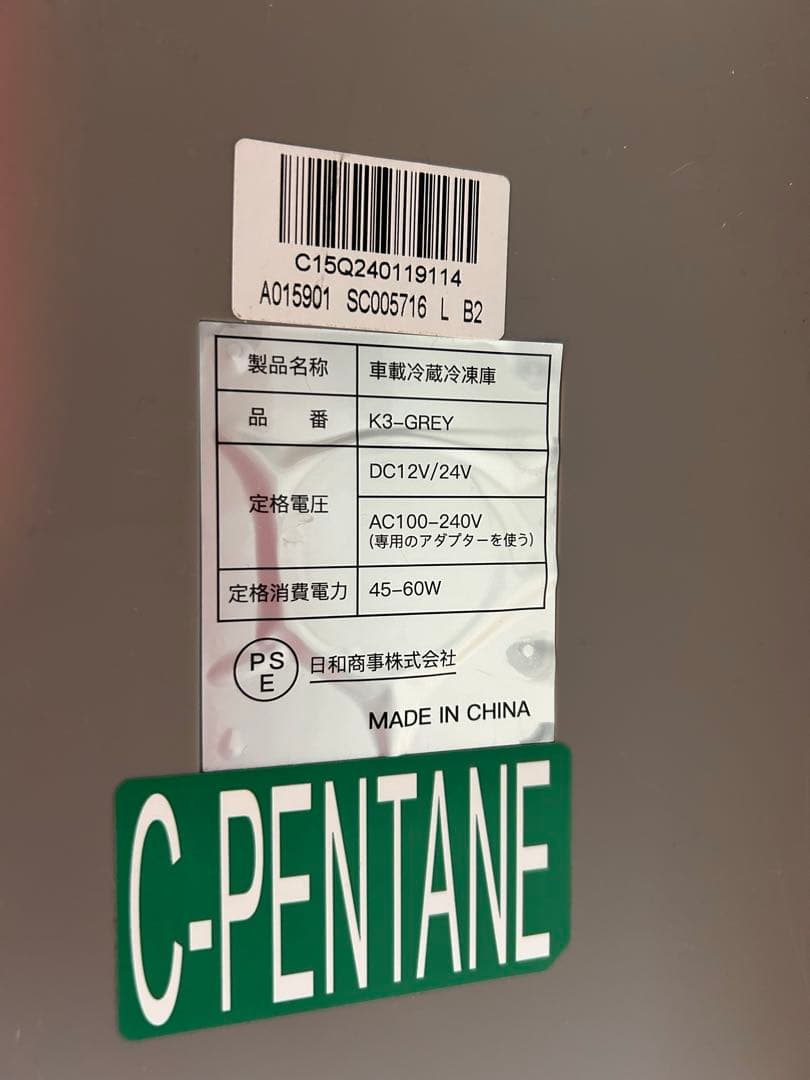 C15Q240119114
A015901 SC005716 L B2
製品名称 車載冷蔵冷凍庫
品 番 K3-GREY
定格電圧 DC12V/24V
AC100-240V
(専用のアダプターを使う)
定格消費電力 45-60W
PS
E
日和商事株式会社
MADE IN CHINA
C-PENTANE